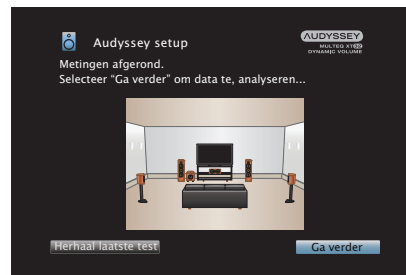 Audyssey setup
AUDYSSEY
MULTEQ XT32
DYNAMIC VOLUME
Metingen afgerond.
Selecteer “Ga verder” om data te, analyseren...
Herhaal laatste test
Ga verder